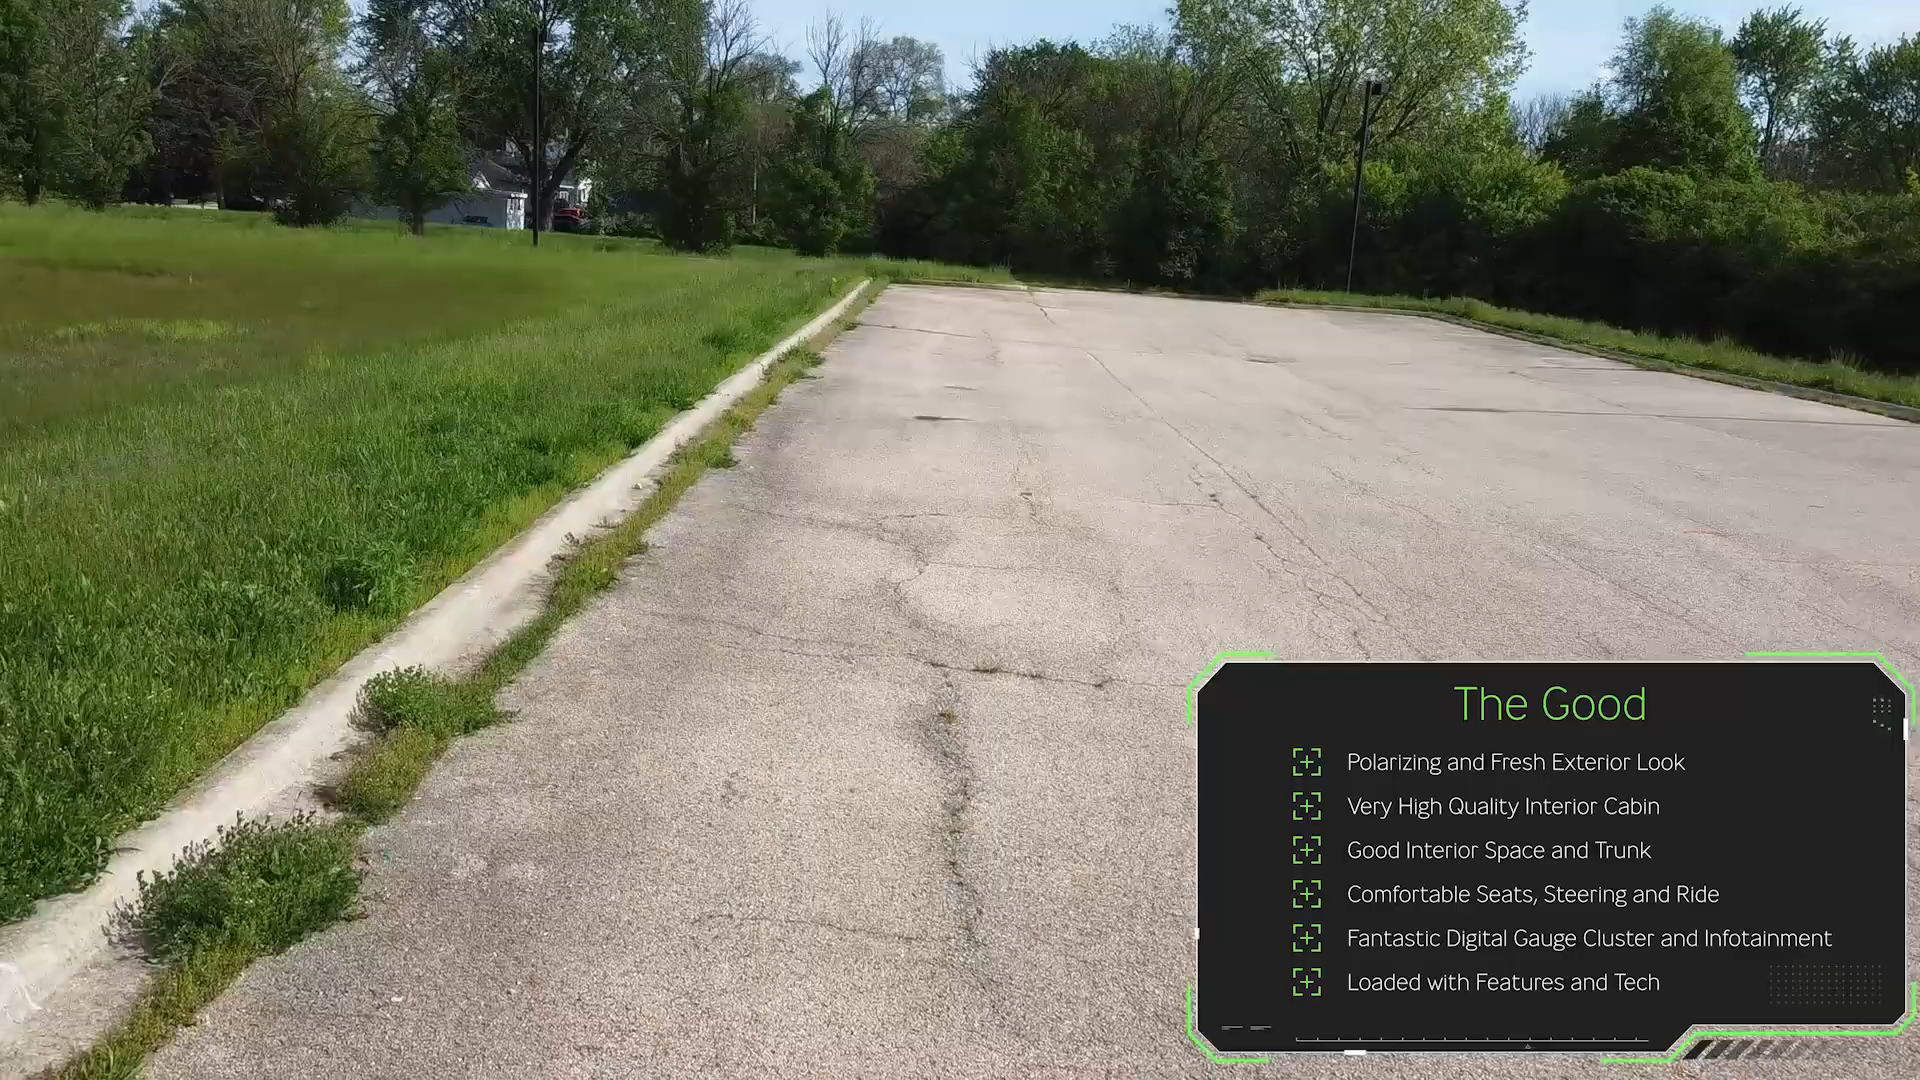 The Good
Polarizing and Fresh Exterior Look
Very High Quality Interior Cabin
Good Interior Space and Trunk
Comfortable Seats, Steering and Ride
Fantastic Digital Gauge Cluster and Infotainment
Loaded with Features and Tech